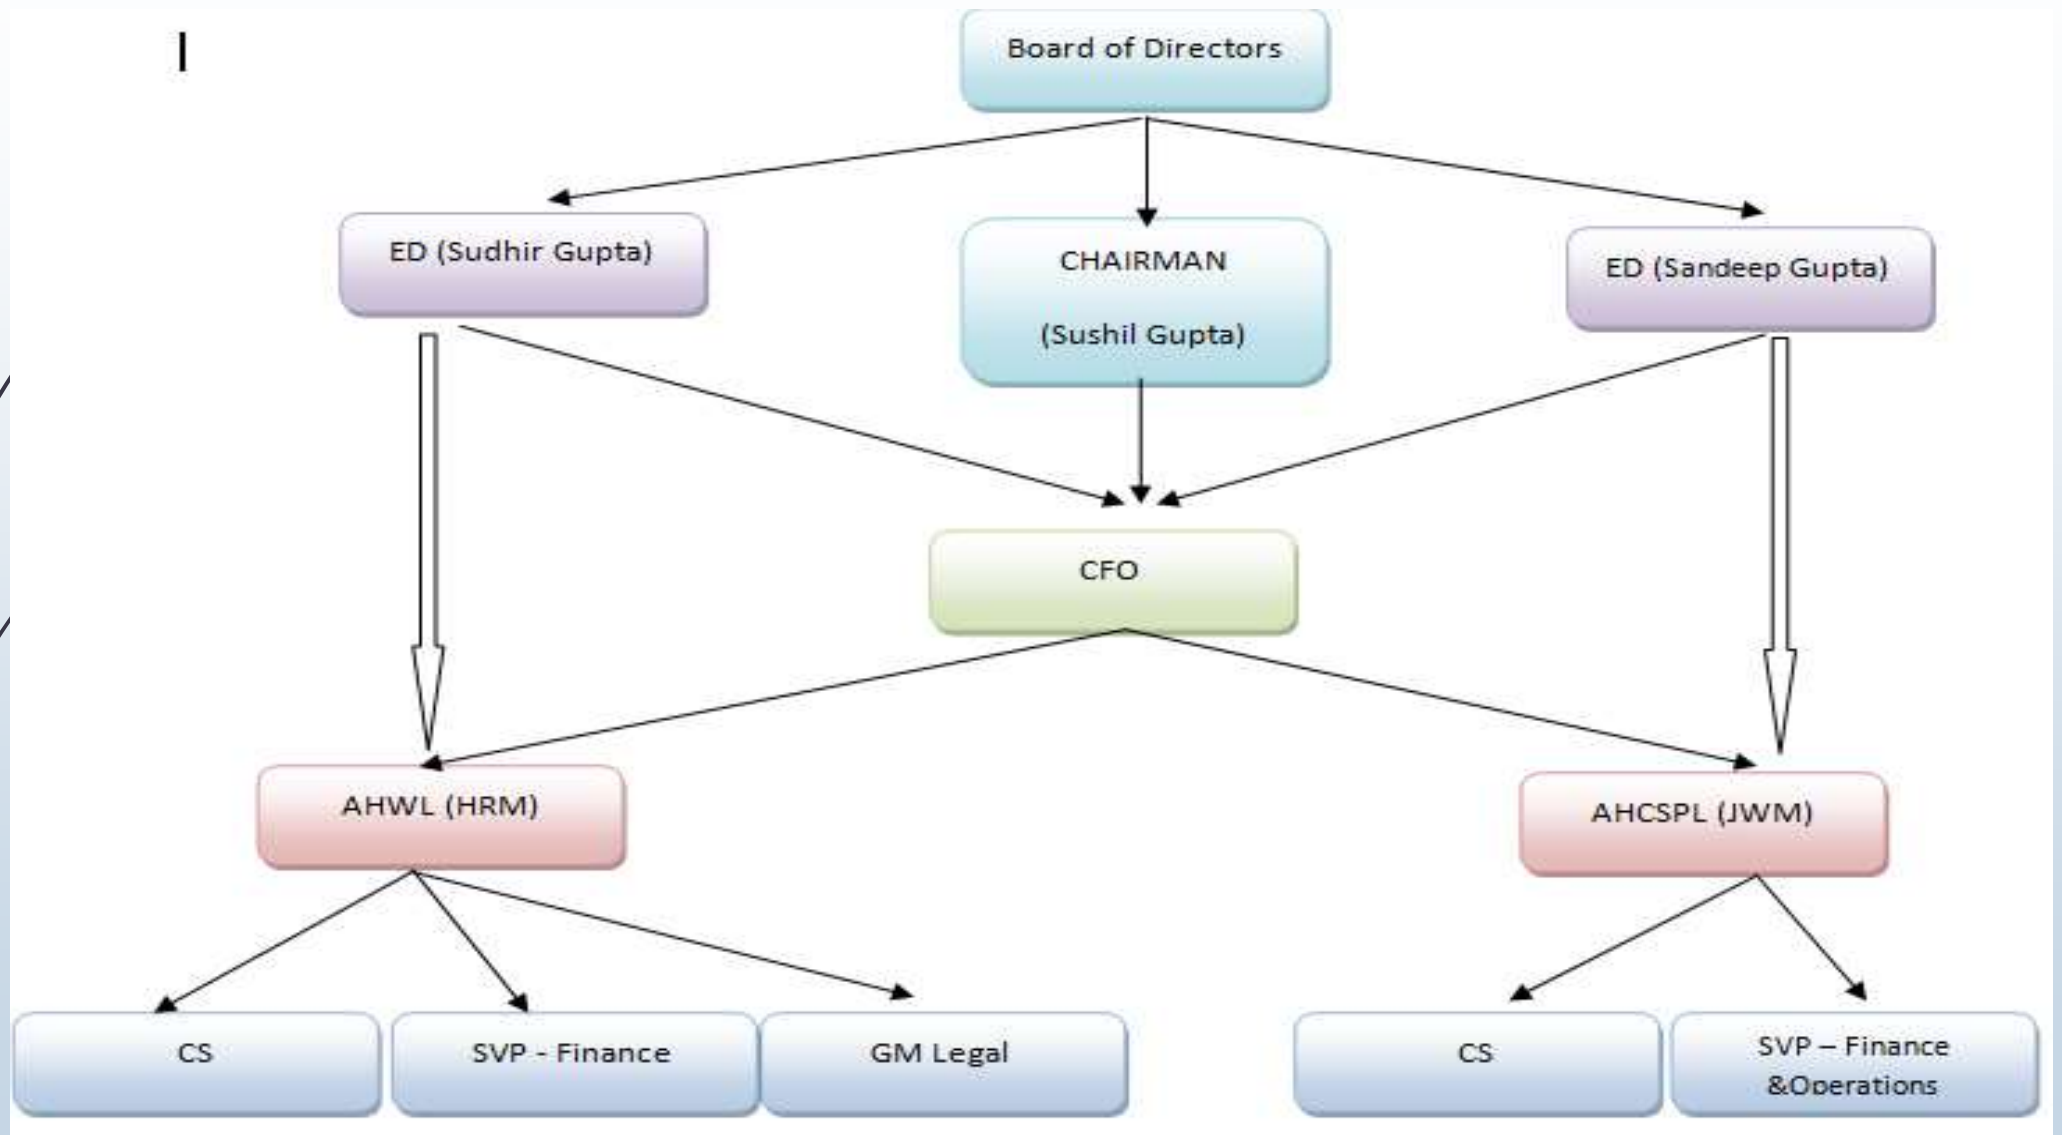 I
Board of Directors
ED (Sudhir Gupta)
CHAIRMAN
(Sushil Gupta)
ED (Sandeep Gupta)
CFO
AHWL (HRM)
AHCSPL (JWM)
CS
SVP - Finance
GM Legal
CS
SVP – Finance
&Operations